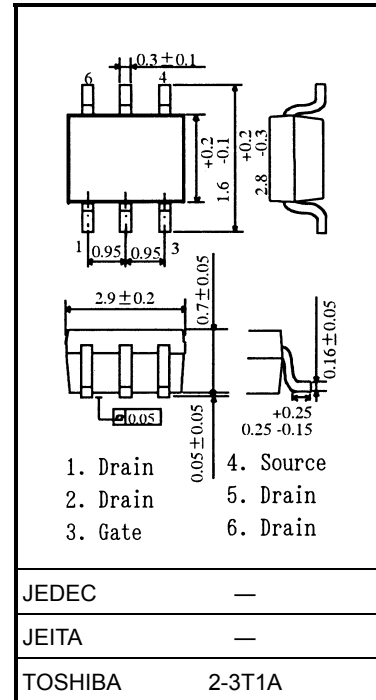 0.3±0.1
6 4
+0.2
1.6 -0.1
+0.2
2.8 -0.3
1 0.95 0.95 3
2.9±0.2
0.7±0.05
0.16±0.05
0.05
0.05±0.05
+0.25
0.25 -0.15
1. Drain
2. Drain
3. Gate
4. Source
5. Drain
6. Drain
JEDEC —
JEITA —
TOSHIBA 2-3T1A